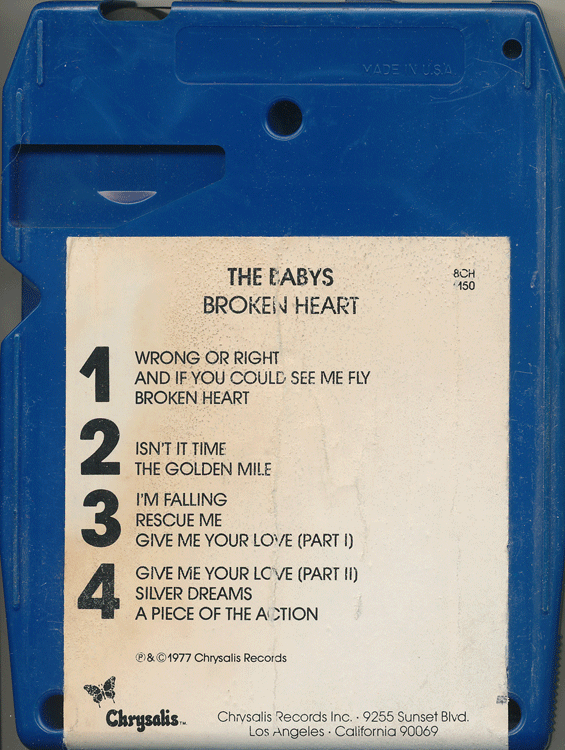 MADE IN U.S.A.
THE BABYS
BROKEN HEART
8CH
1150
1
WRONG OR RIGHT
AND IF YOU COULD SEE ME FLY
BROKEN HEART
2
ISN'T IT TIME
THE GOLDEN MILE
3
I'M FALLING
RESCUE ME
GIVE ME YOUR LOVE (PART I)
4
GIVE ME YOUR LOVE (PART II)
SILVER DREAMS
A PIECE OF THE ACTION
℗ & © 1977 Chrysalis Records
Chrysalis™
Chrysalis Records Inc. · 9255 Sunset Blvd.
Los Angeles · California 90069